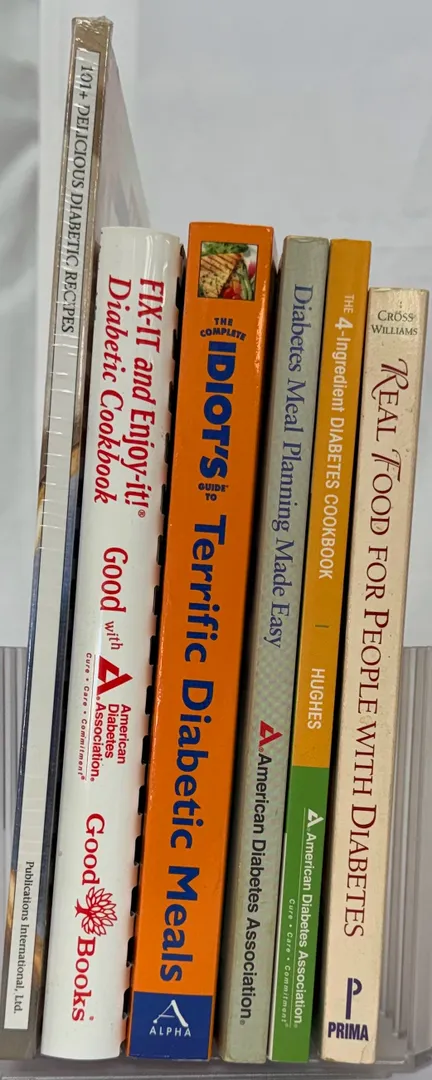 101+ DELICIOUS DIABETIC RECIPES
Publications International, Ltd.
FIX-IT and Enjoy-it!®
Diabetic Cookbook
Good with
American
Diabetes
Association®
Cure • Care • Commitment®
Good Books®
THE
COMPLETE
IDIOT'S
GUIDE® TO
Terrific Diabetic Meals
ALPHA
Diabetes Meal Planning Made Easy
American Diabetes Association®
THE 4-Ingredient DIABETES COOKBOOK
HUGHES
American Diabetes Association®
Cure • Care • Commitment®
CROSS
WILLIAMS
REAL FOOD FOR PEOPLE WITH DIABETES
PRIMA